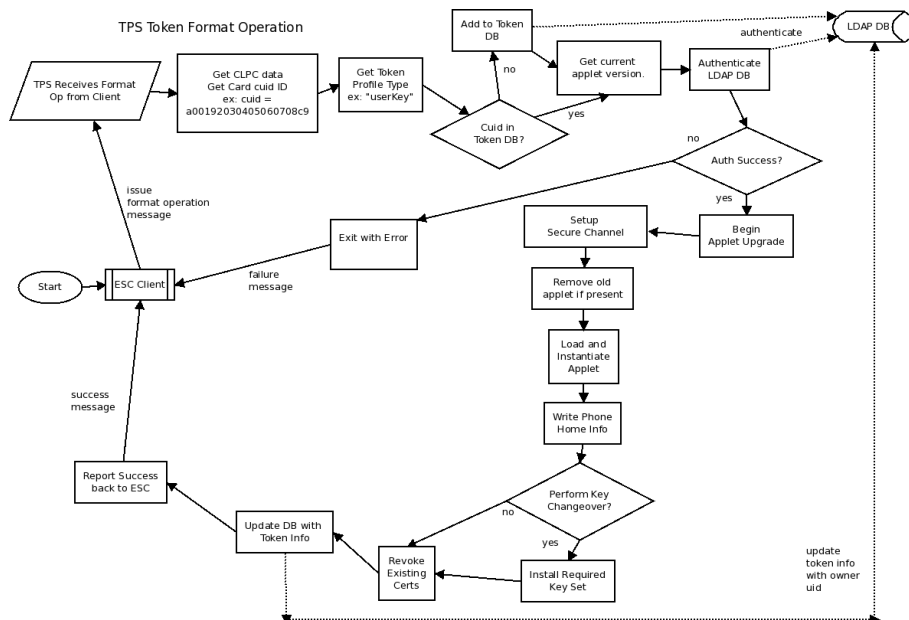 TPS Token Format Operation
Add to Token
DB
LDAP DB
authenticate
TPS Receives Format
Op from Client
Get CLPC data
Get Card cuid ID
ex: cuid =
a00192030405060708c9
Get Token
Profile Type
ex: "userKey"
no
Get current
applet version.
Authenticate
LDAP DB
Cuid in
Token DB?
yes
no
Auth Success?
yes
issue
format operation
message
Exit with Error
Setup
Secure Channel
Begin
Applet Upgrade
Start
ESC Client
failure
message
Remove old
applet if present
Load and
Instantiate
Applet
success
message
Write Phone
Home Info
Report Success
back to ESC
Perform Key
Changeover?
no
yes
Update DB with
Token Info
Revoke
Existing
Certs
Install Required
Key Set
update
token info
with owner
uid